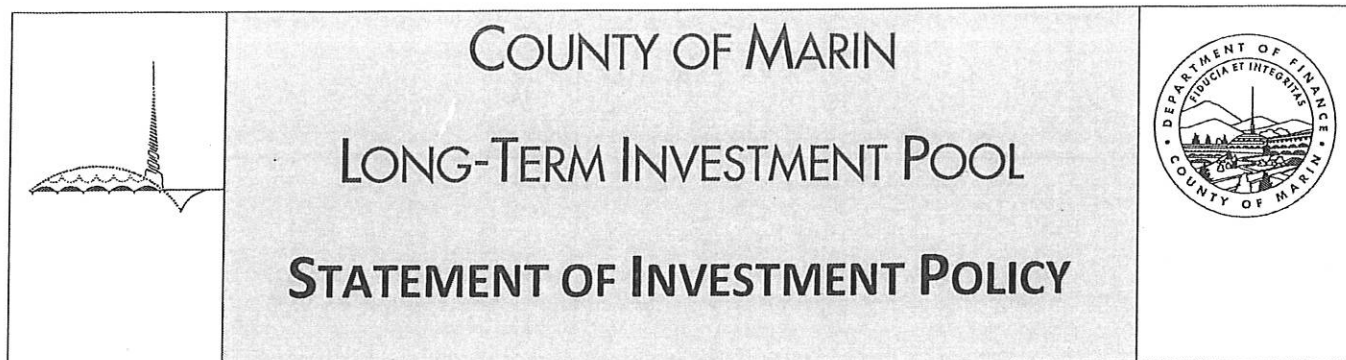 COUNTY OF MARIN
LONG-TERM INVESTMENT POOL
STATEMENT OF INVESTMENT POLICY
DEPARTMENT OF FINANCE
FIDUCIA ET INTEGRITAS
COUNTY OF MARIN